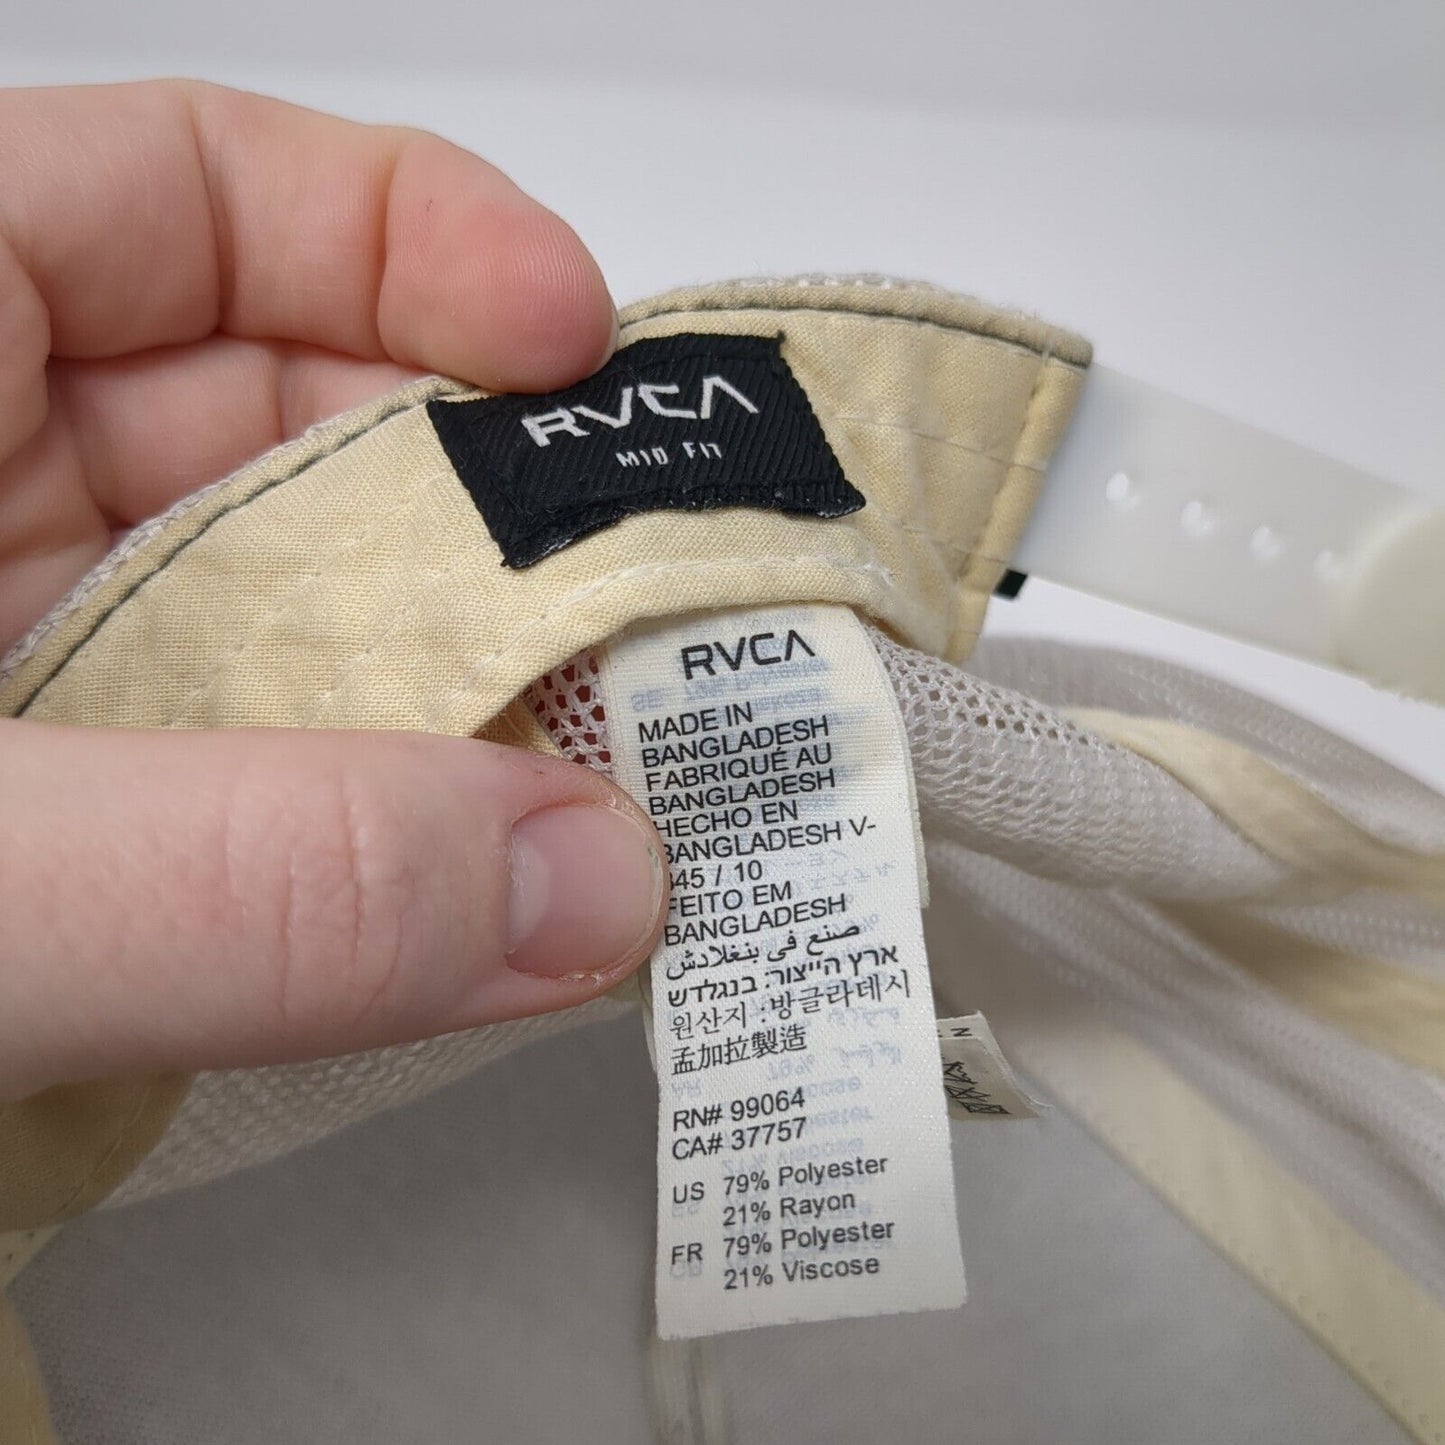 RVCA
MID FIT
RVCA
MADE IN
BANGLADESH
FABRIQUÉ AU
BANGLADESH
HECHO EN
BANGLADESH V-
45 / 10
FEITO EM
BANGLADESH
صنع في بنغلادش
ארץ הייצור: בנגלדש
원산지 :방글라데시
孟加拉製造
RN# 99064
CA# 37757
US 79% Polyester
21% Rayon
FR 79% Polyester
21% Viscose